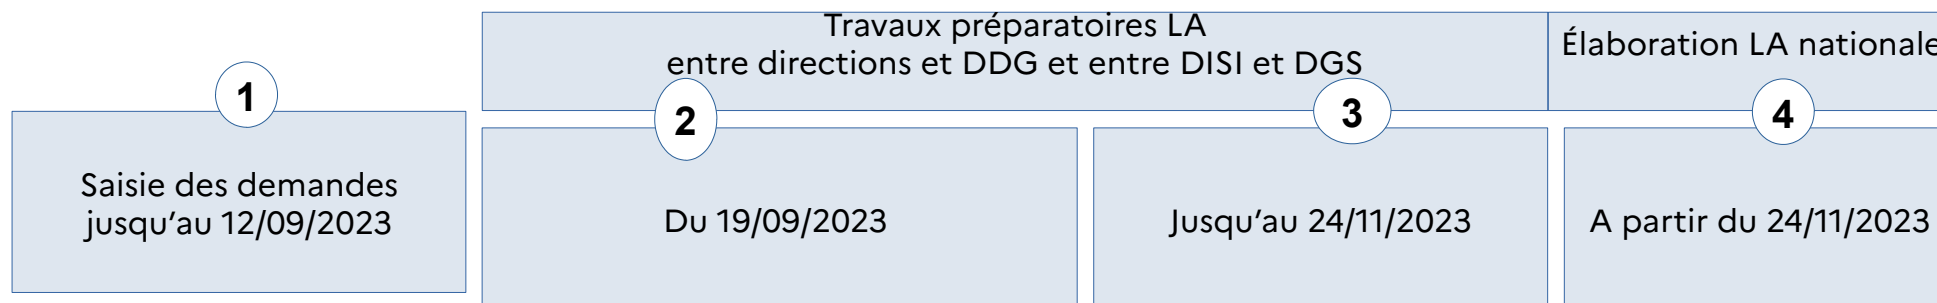 Travaux préparatoires LA
entre directions et DDG et entre DISI et DGS
Élaboration LA nationale
1
2
3
4
Saisie des demandes
jusqu'au 12/09/2023
Du 19/09/2023
Jusqu'au 24/11/2023
A partir du 24/11/2023